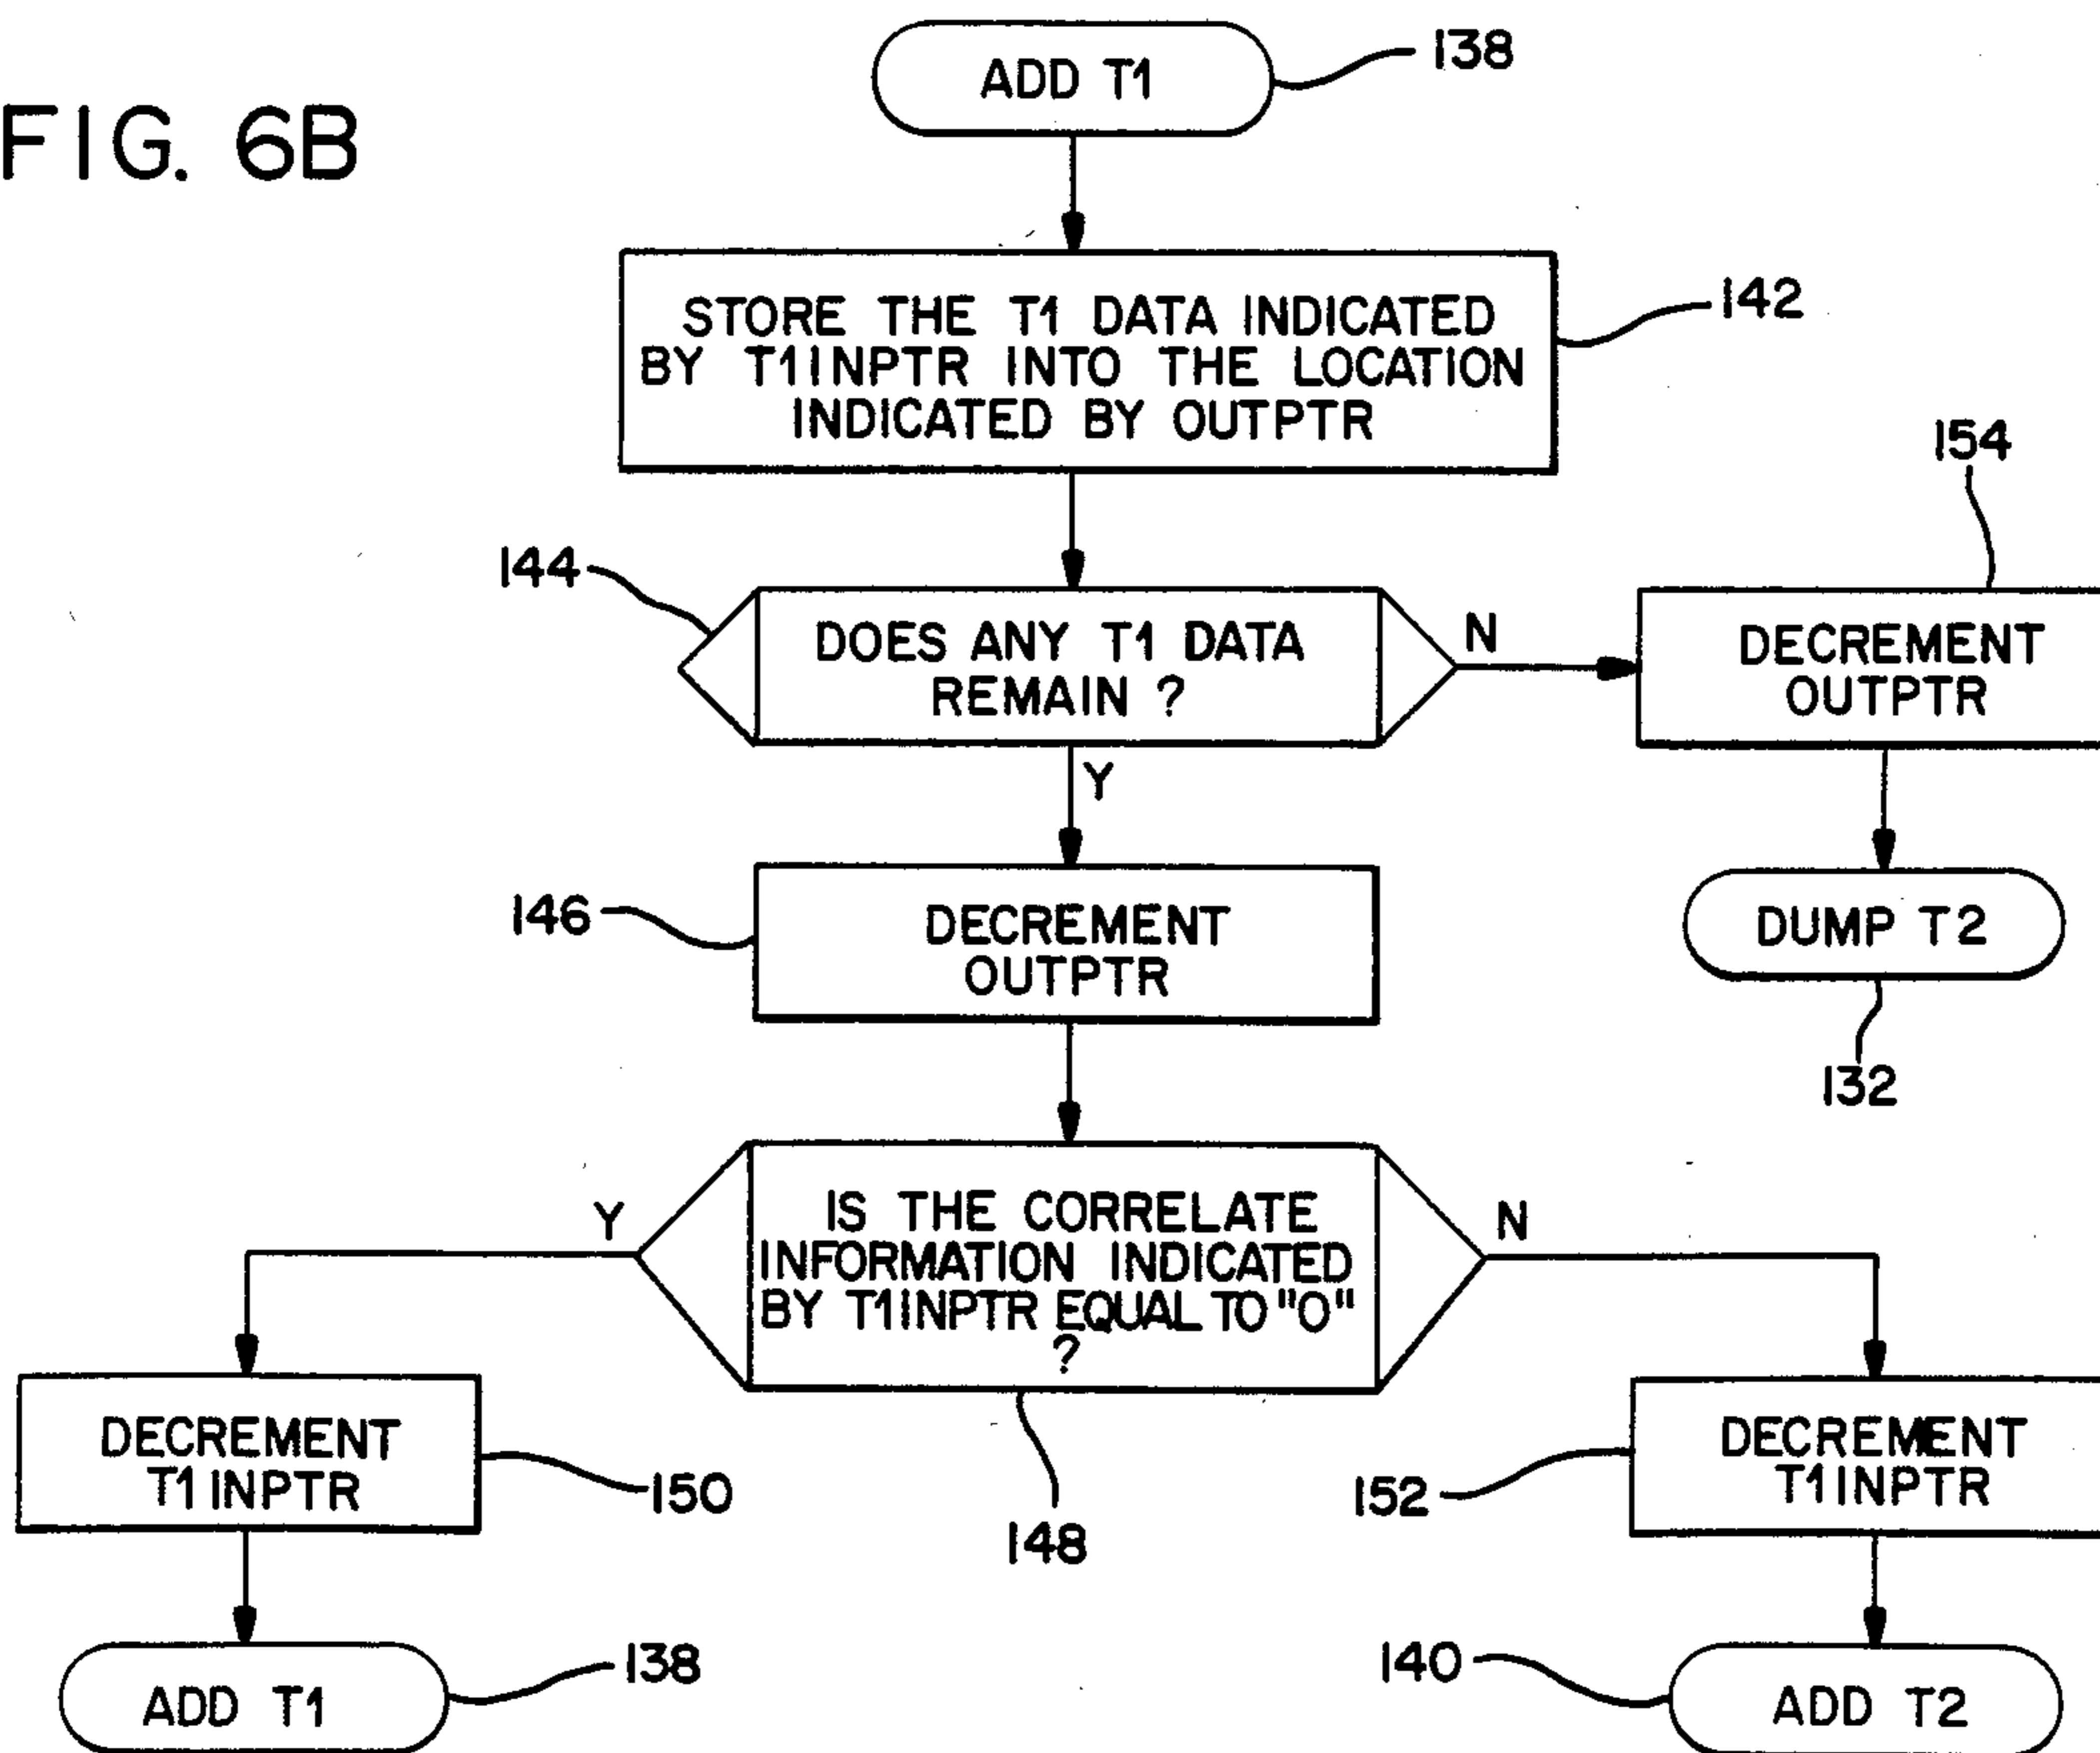 FIG. 6B
ADD T1
138
STORE THE T1 DATA INDICATED
BY T1INPTR INTO THE LOCATION
INDICATED BY OUTPTR
142
154
144
DOES ANY T1 DATA
REMAIN ?
N
DECREMENT
OUTPTR
Y
146
DECREMENT
OUTPTR
DUMP T2
132
Y
IS THE CORRELATE
INFORMATION INDICATED
BY T1INPTR EQUAL TO "0"
?
N
DECREMENT
T1INPTR
150
148
152
DECREMENT
T1INPTR
ADD T1
138
140
ADD T2